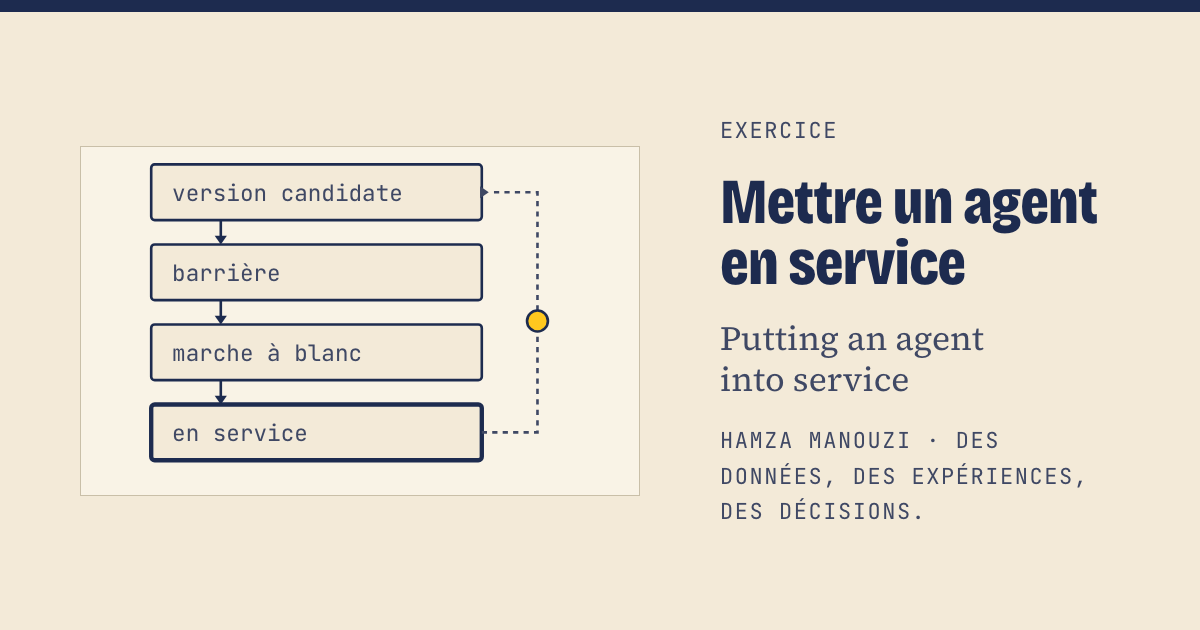 version candidate
barrière
marche à blanc
en service
EXERCICE
Mettre un agent
en service
Putting an agent
into service
HAMZA MANOUZI · DES
DONNÉES, DES EXPÉRIENCES,
DES DÉCISIONS.